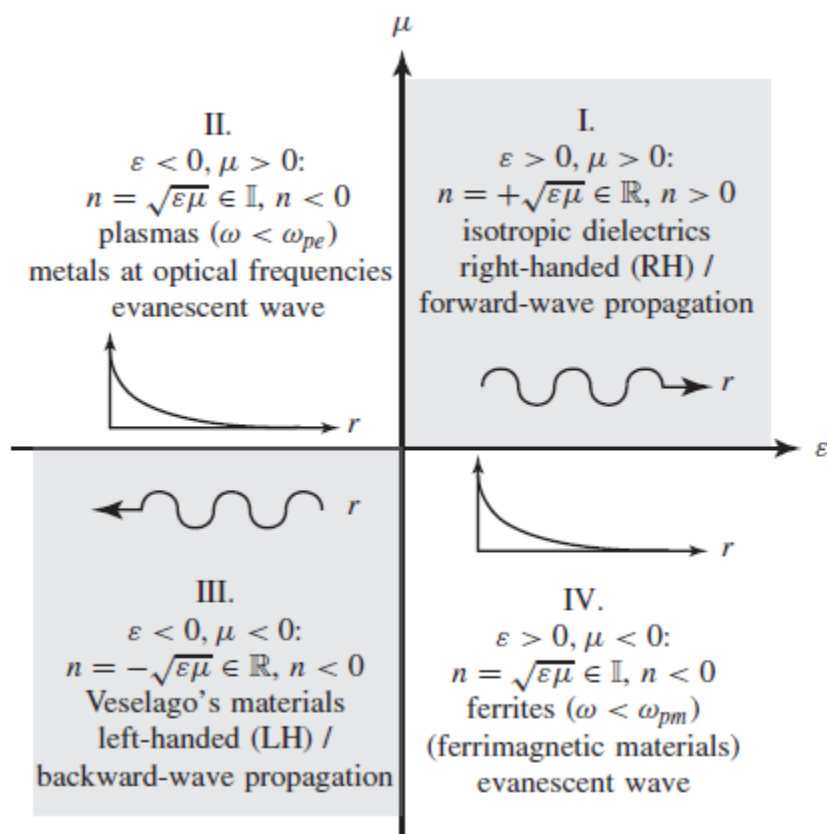 μ
II.
ε < 0, μ > 0:
n = √εμ ∈ 𝕀, n < 0
plasmas (ω < ω_pe)
metals at optical frequencies
evanescent wave
r
I.
ε > 0, μ > 0:
n = +√εμ ∈ ℝ, n > 0
isotropic dielectrics
right-handed (RH) /
forward-wave propagation
r
ε
r
III.
ε < 0, μ < 0:
n = −√εμ ∈ ℝ, n < 0
Veselago's materials
left-handed (LH) /
backward-wave propagation
r
IV.
ε > 0, μ < 0:
n = √εμ ∈ 𝕀, n < 0
ferrites (ω < ω_pm)
(ferrimagnetic materials)
evanescent wave